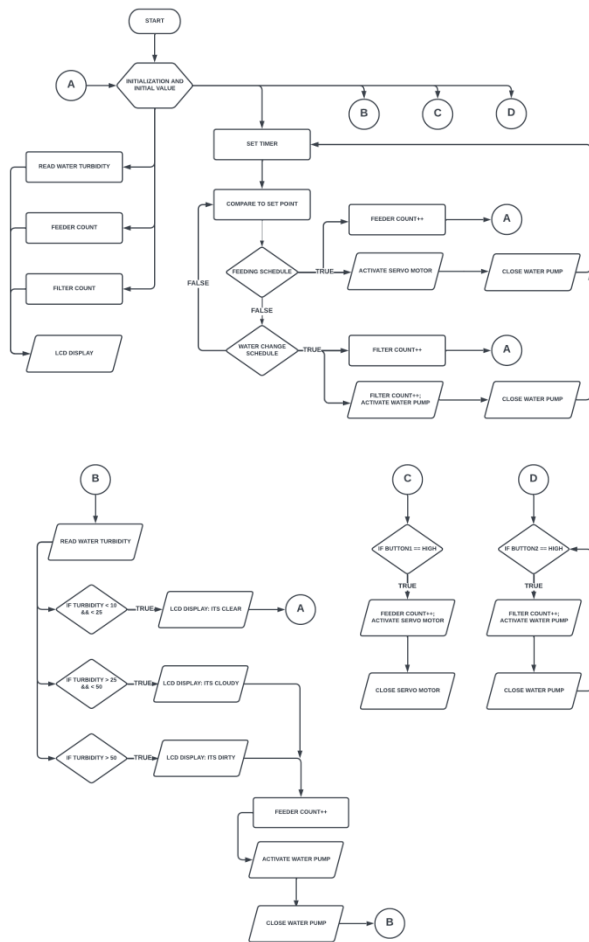 START
A
INITIALIZATION AND
INITIAL VALUE
B
C
D
SET TIMER
READ WATER TURBIDITY
COMPARE TO SET POINT
FEEDER COUNT++
A
FEEDER COUNT
FEEDING SCHEDULE
TRUE
ACTIVATE SERVO MOTOR
CLOSE WATER PUMP
FALSE
FILTER COUNT
FALSE
WATER CHANGE
SCHEDULE
TRUE
FILTER COUNT++
A
LCD DISPLAY
FILTER COUNT++;
ACTIVATE WATER PUMP
CLOSE WATER PUMP
B
READ WATER TURBIDITY
IF TURBIDITY < 10
&& < 25
TRUE
LCD DISPLAY: ITS CLEAR
A
IF TURBIDITY > 25
&& < 50
TRUE
LCD DISPLAY: ITS CLOUDY
IF TURBIDITY > 50
TRUE
LCD DISPLAY: ITS DIRTY
FEEDER COUNT++
ACTIVATE WATER PUMP
CLOSE WATER PUMP
B
C
IF BUTTON1 == HIGH
TRUE
FEEDER COUNT++;
ACTIVATE SERVO MOTOR
CLOSE SERVO MOTOR
D
IF BUTTON2 == HIGH
TRUE
FILTER COUNT++;
ACTIVATE WATER PUMP
CLOSE WATER PUMP